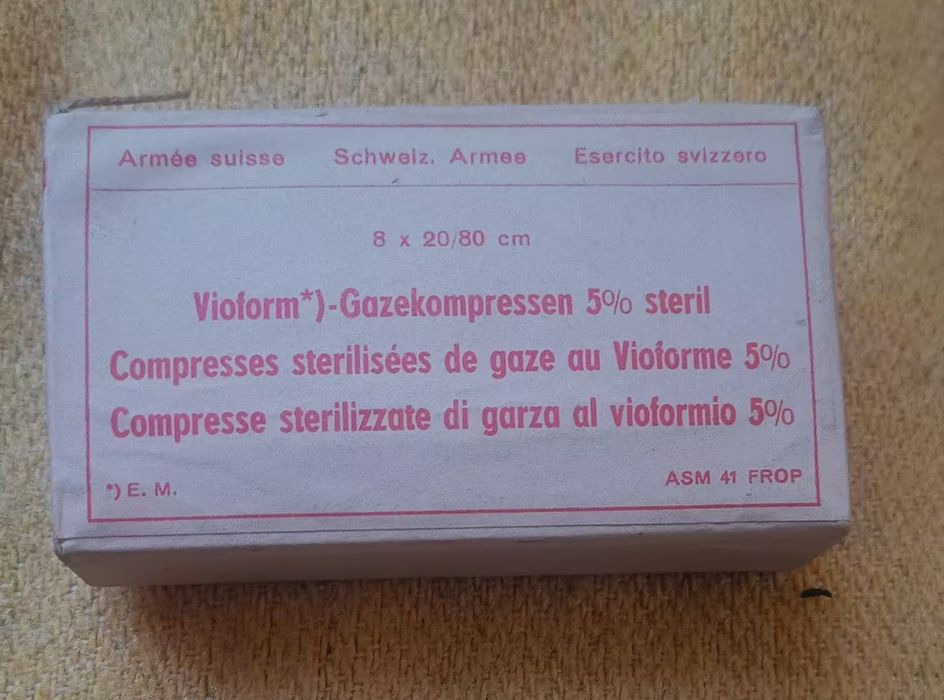 Armée suisse Schweiz. Armee Esercito svizzero
8 x 20/80 cm
Vioform*)-Gazekompressen 5% steril
Compresses sterilisées de gaze au Vioforme 5%
Compresse sterilizzate di garza al vioformio 5%
*) E. M. ASM 41 FROP